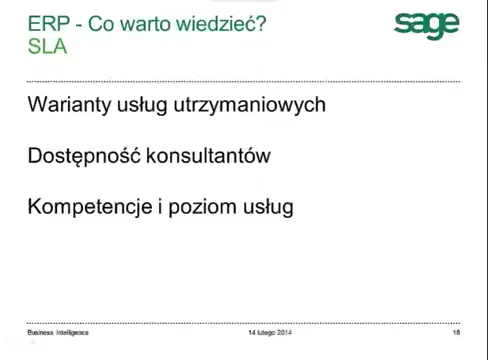 ERP - Co warto wiedzieć?
SLA
sage
Warianty usług utrzymaniowych
Dostępność konsultantów
Kompetencje i poziom usług
Business Intelligence 14 lutego 2014 18